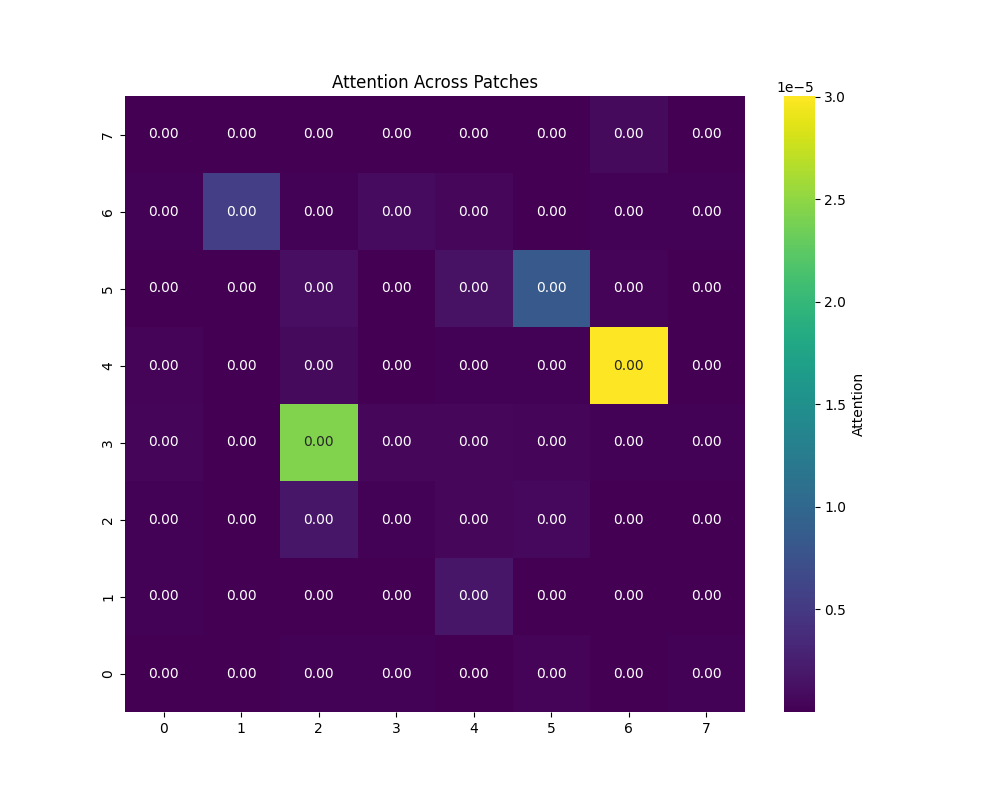 Attention Across Patches
1e−5
7 0.00 0.00 0.00 0.00 0.00 0.00 0.00 0.00
6 0.00 0.00 0.00 0.00 0.00 0.00 0.00 0.00
5 0.00 0.00 0.00 0.00 0.00 0.00 0.00 0.00
4 0.00 0.00 0.00 0.00 0.00 0.00 0.00 0.00
3 0.00 0.00 0.00 0.00 0.00 0.00 0.00 0.00
2 0.00 0.00 0.00 0.00 0.00 0.00 0.00 0.00
1 0.00 0.00 0.00 0.00 0.00 0.00 0.00 0.00
0 0.00 0.00 0.00 0.00 0.00 0.00 0.00 0.00
0 1 2 3 4 5 6 7
3.0
2.5
2.0
1.5
1.0
0.5
Attention